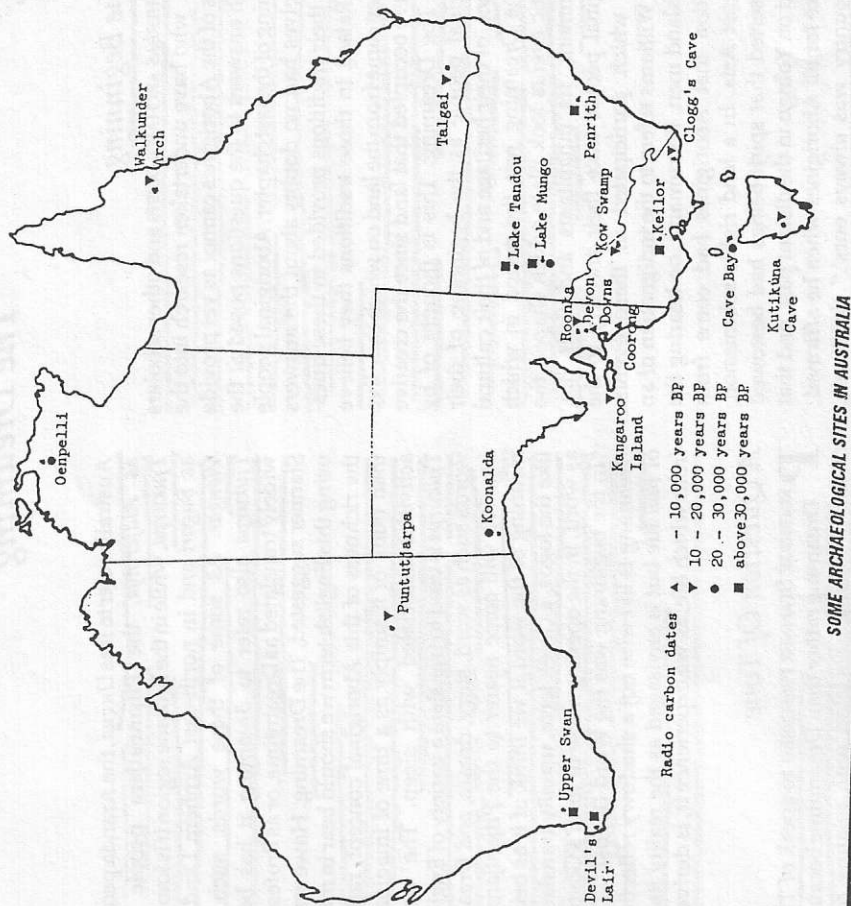 Walkunder
Arch
Oenpelli
Talgai
Puntutjarpa
Lake Tandou
Lake Mungo
Penrith
Koonalda
Roonka
Devon
Downs
Kow Swamp
Upper Swan
Devil's
Lair
Kangaroo
Island
Coorong
Keilor
Clogg's Cave
Cave Bay
Kutikina
Cave
Radio carbon dates ▲ 0 - 10,000 years BP
▼ 10 - 20,000 years BP
● 20 - 30,000 years BP
■ above 30,000 years BP
SOME ARCHAEOLOGICAL SITES IN AUSTRALIA